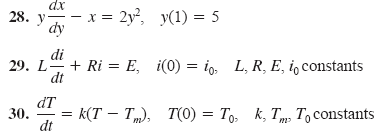 28. y dx/dy − x = 2y², y(1) = 5
29. L di/dt + Ri = E, i(0) = i₀, L, R, E, i₀ constants
30. dT/dt = k(T − Tₘ), T(0) = T₀, k, Tₘ, T₀ constants